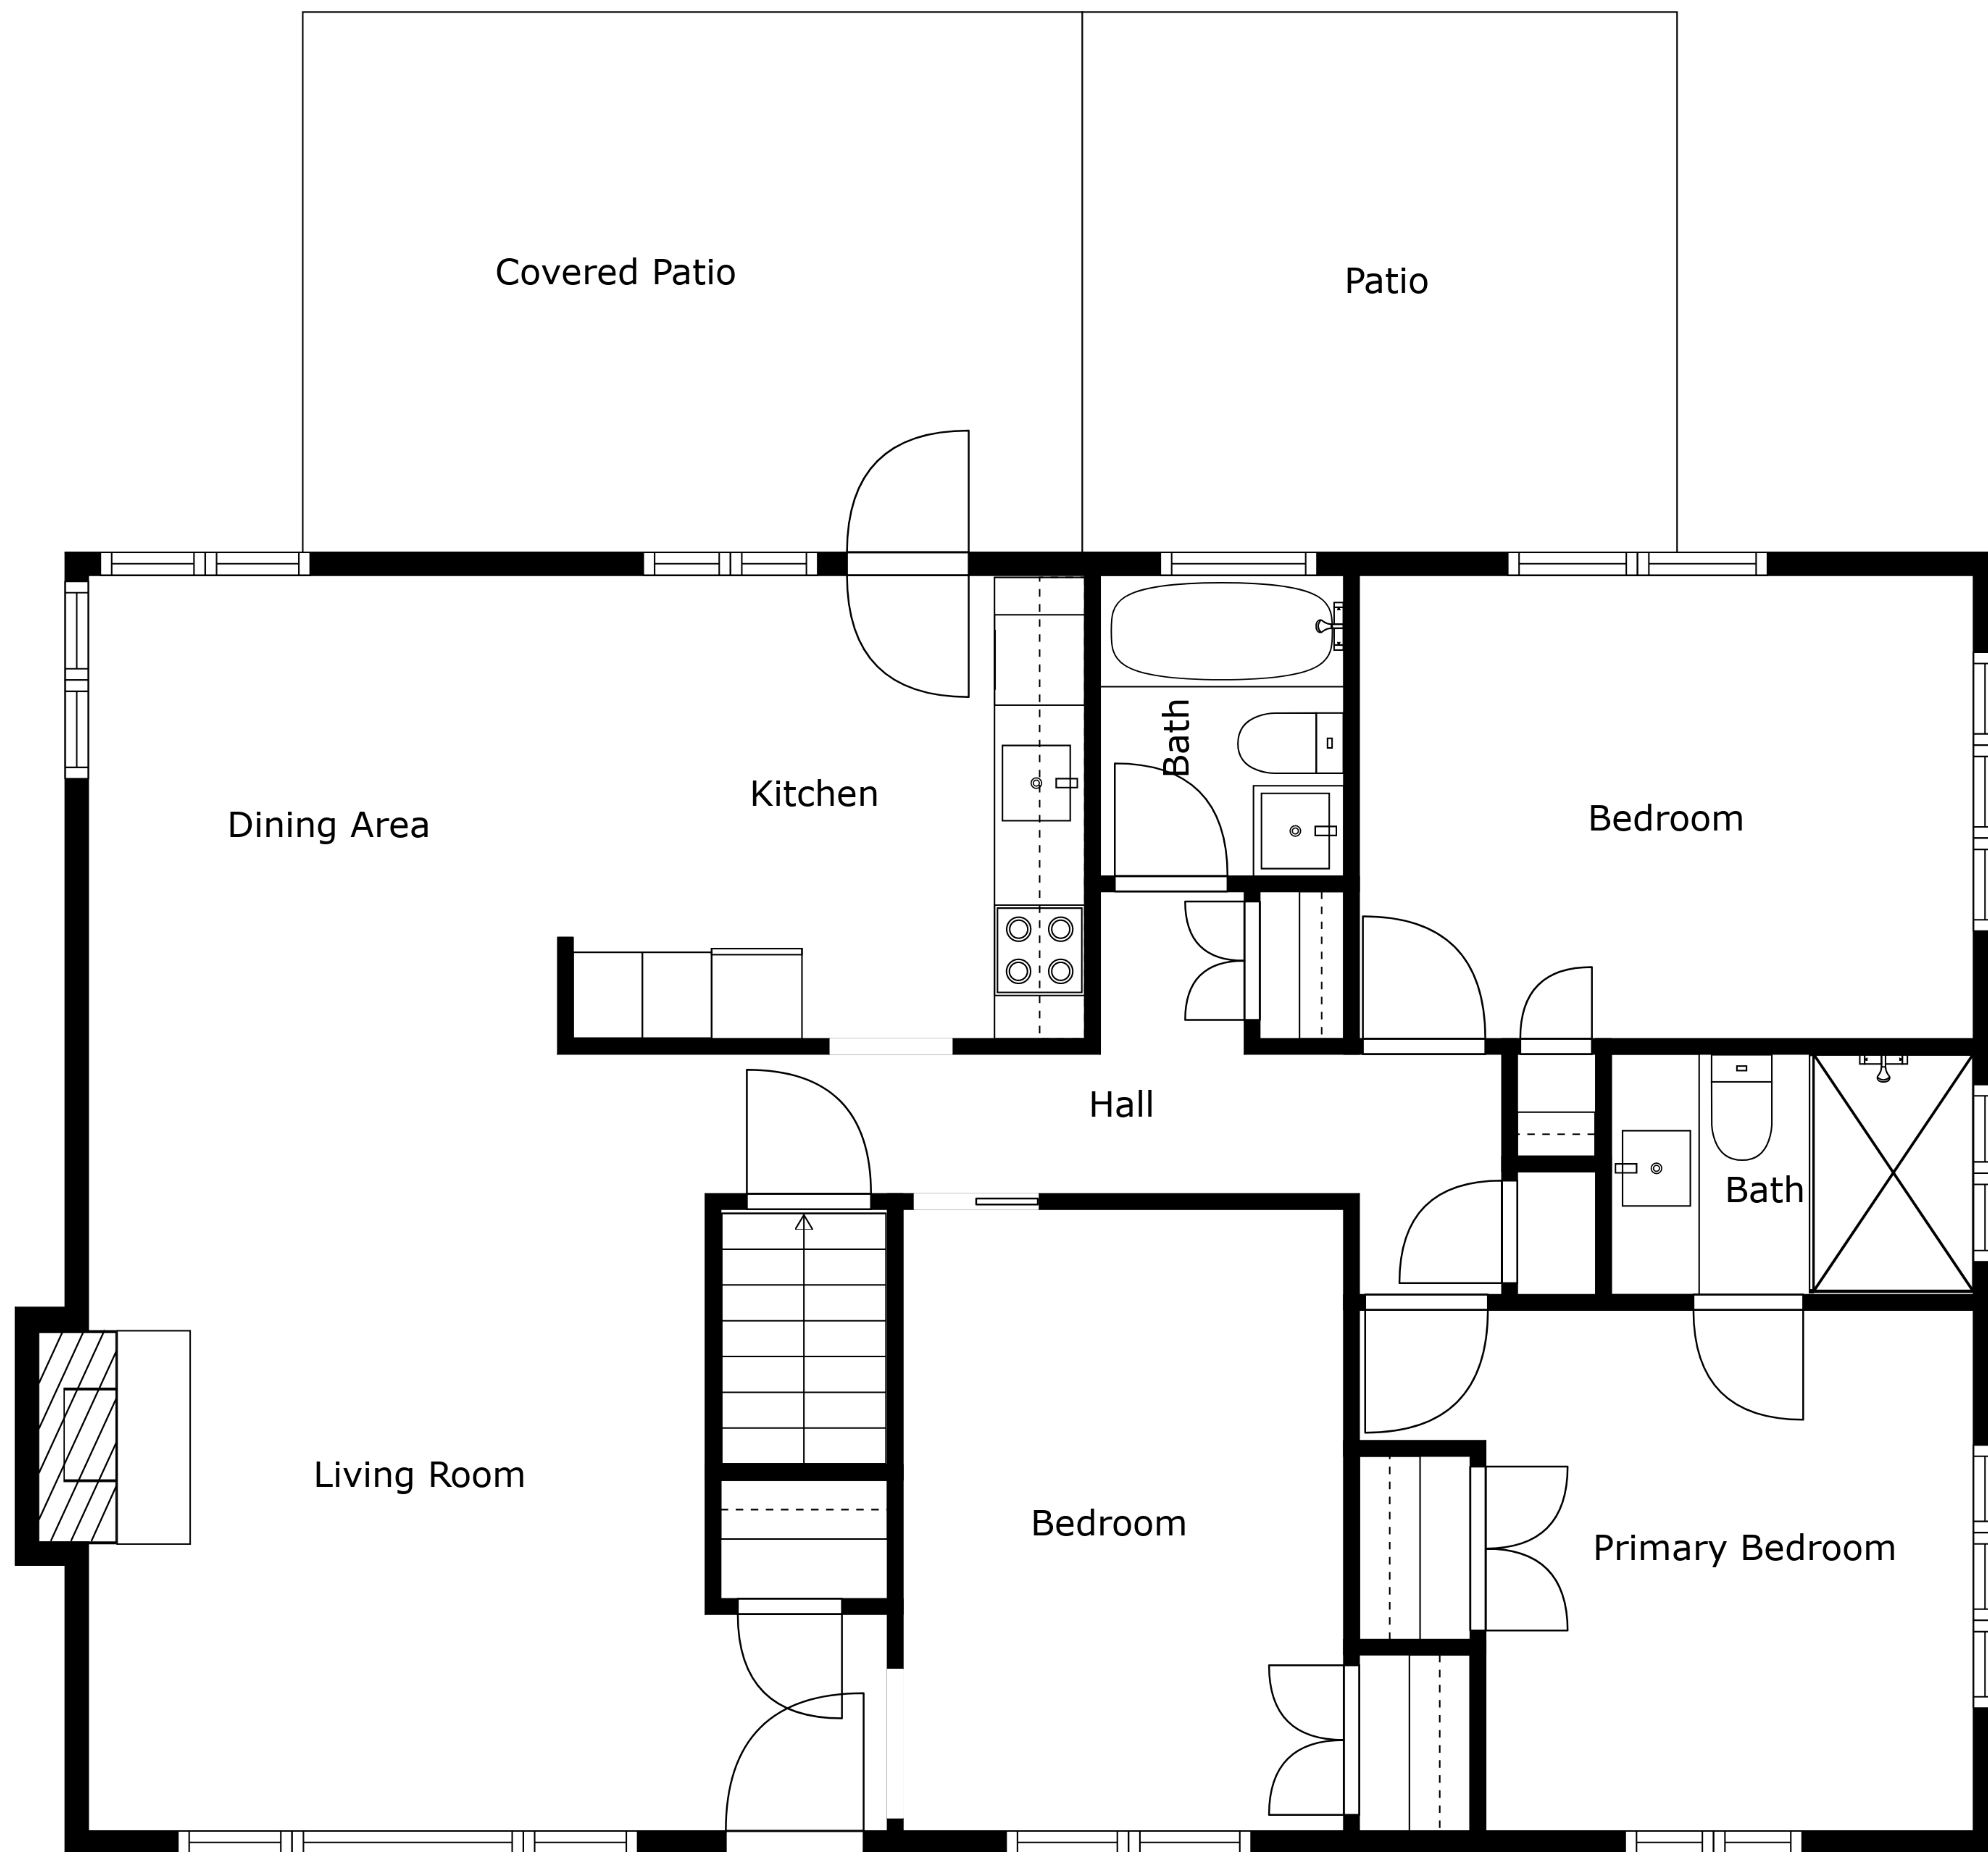 Covered Patio
Patio
Bath
Kitchen
Dining Area
Bedroom
Hall
Bath
Living Room
Bedroom
Primary Bedroom